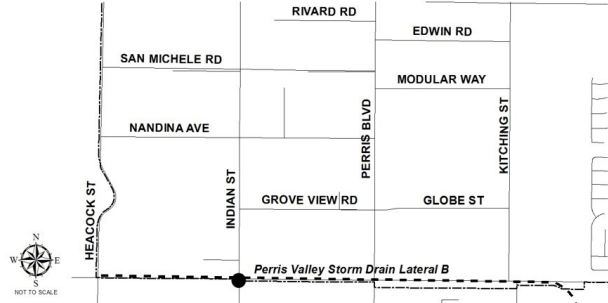 RIVARD RD
EDWIN RD
SAN MICHELE RD
MODULAR WAY
NANDINA AVE
PERRIS BLVD
KITCHING ST
HEACOCK ST
INDIAN ST
GROVE VIEW RD
GLOBE ST
Perris Valley Storm Drain Lateral B
N
W
E
S
NOT TO SCALE